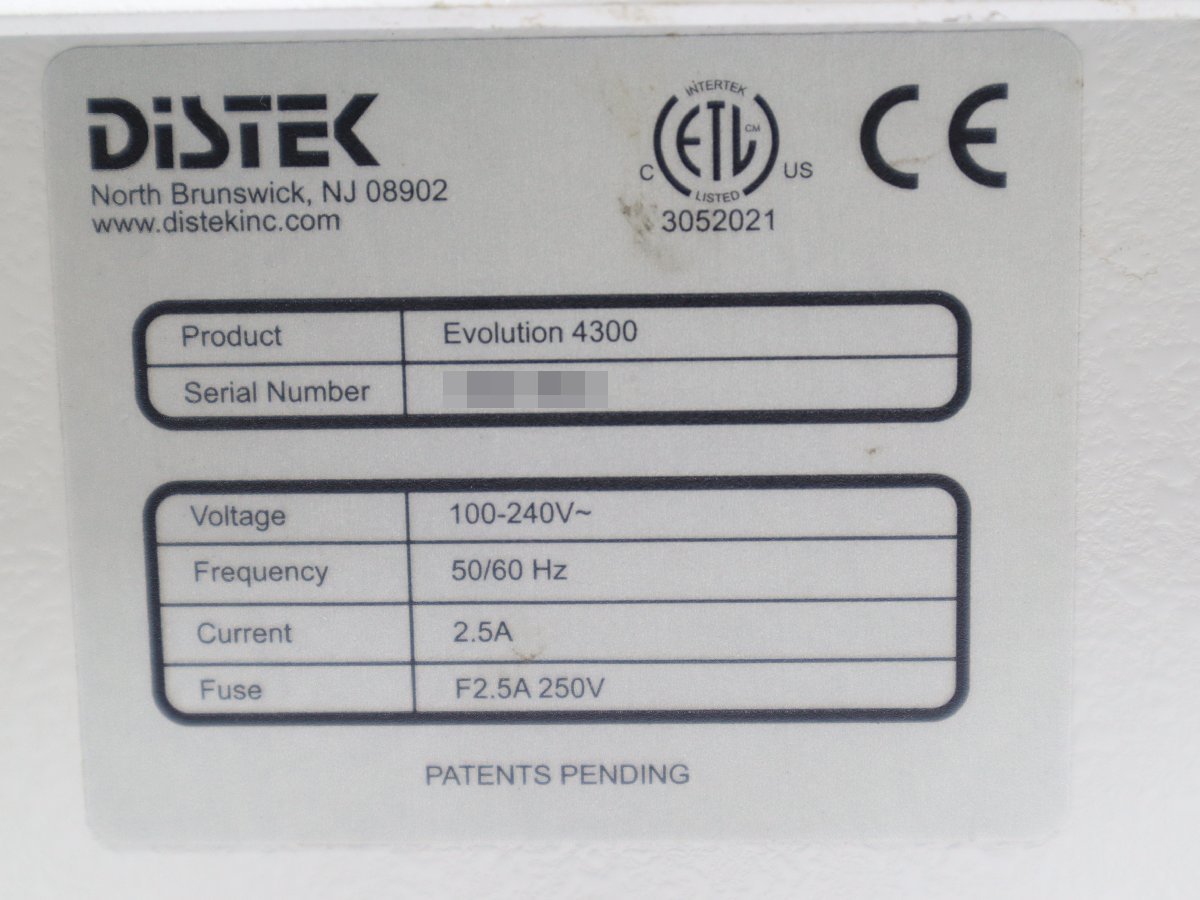 DiSTEK
North Brunswick, NJ 08902
www.distekinc.com
INTERTEK
C ETL CM US
LISTED
3052021
CE
Product Evolution 4300
Serial Number
Voltage 100-240V~
Frequency 50/60 Hz
Current 2.5A
Fuse F2.5A 250V
PATENTS PENDING